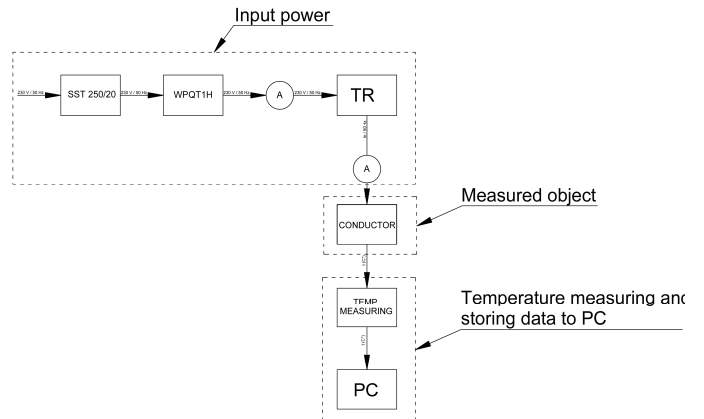 Input power
230 V / 50 Hz
SST 250/20
230 V / 50 Hz
WPQT1H
230 V / 50 Hz
A
230 V / 50 Hz
TR
A
Measured object
CONDUCTOR
Temperature measuring and
storing data to PC
TEMP
MEASURING
PC